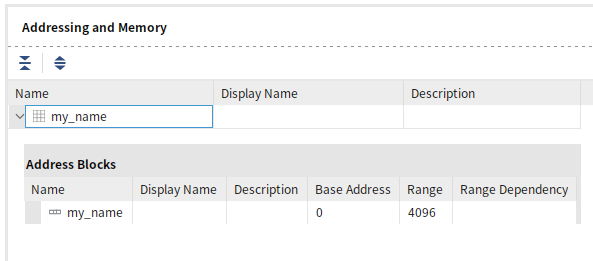 Addressing and Memory
Name Display Name Description
my_name
Address Blocks
Name Display Name Description Base Address Range Range Dependency
my_name 0 4096